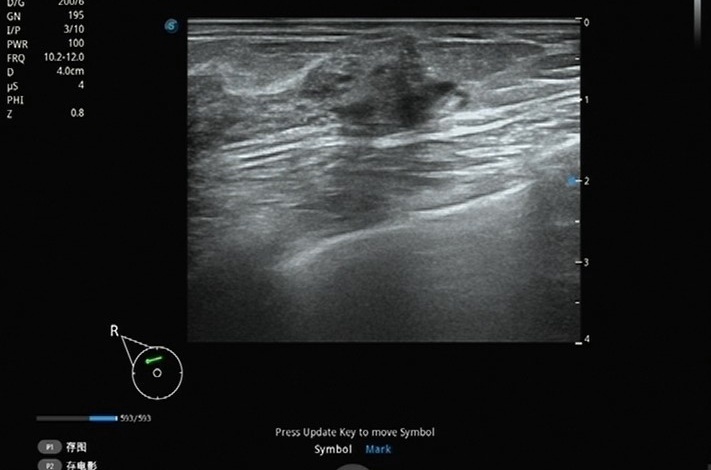 D/G 200/6
GN 195
I/P 3/10
PWR 100
FRQ 10.2-12.0
D 4.0cm
μS 4
PHI
Z 0.8
0
1
2
3
4
R
593/593
Press Update Key to move Symbol
Symbol Mark
P1 存图
P2 存电影